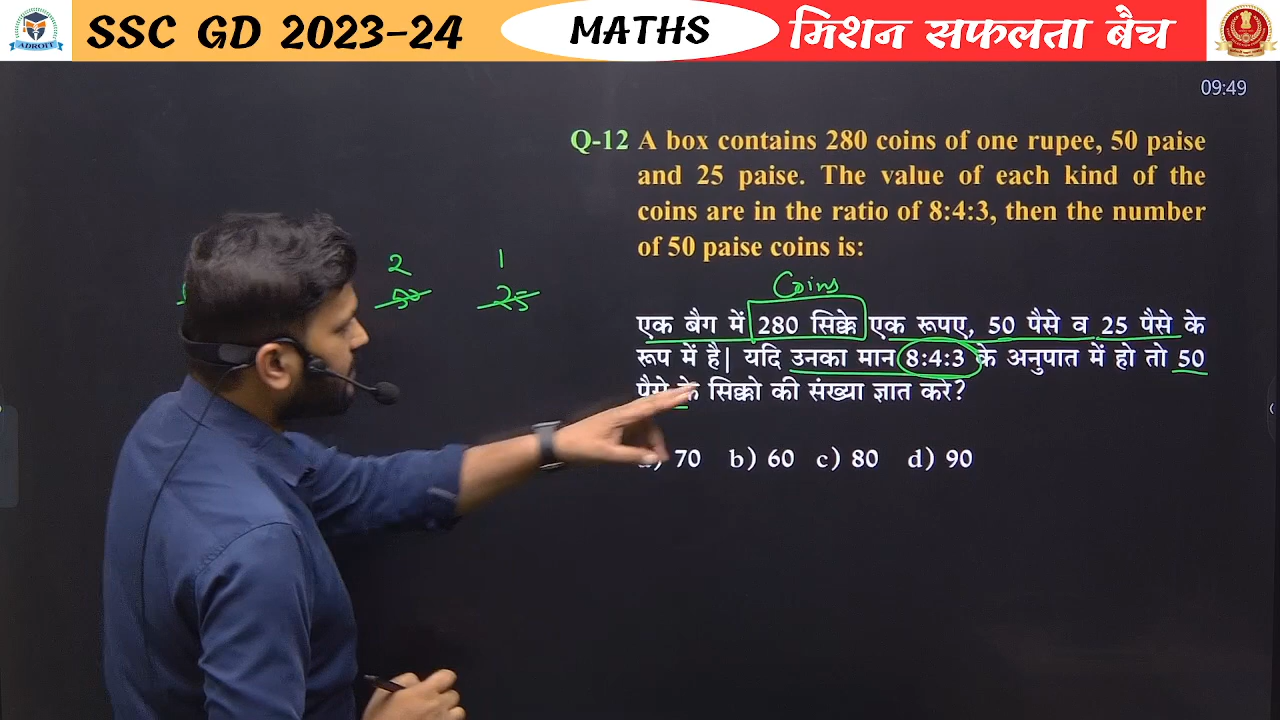 ADROIT
SSC GD 2023-24
MATHS
मिशन सफलता बैच
09:49
Q-12 A box contains 280 coins of one rupee, 50 paise
and 25 paise. The value of each kind of the
coins are in the ratio of 8:4:3, then the number
of 50 paise coins is:
Coins
2 1
50 25
एक बैग में 280 सिक्के एक रूपए, 50 पैसे व 25 पैसे के
रूप में है| यदि उनका मान 8:4:3 के अनुपात में हो तो 50
पैसे के सिक्को की संख्या ज्ञात करे?
70 b) 60 c) 80 d) 90